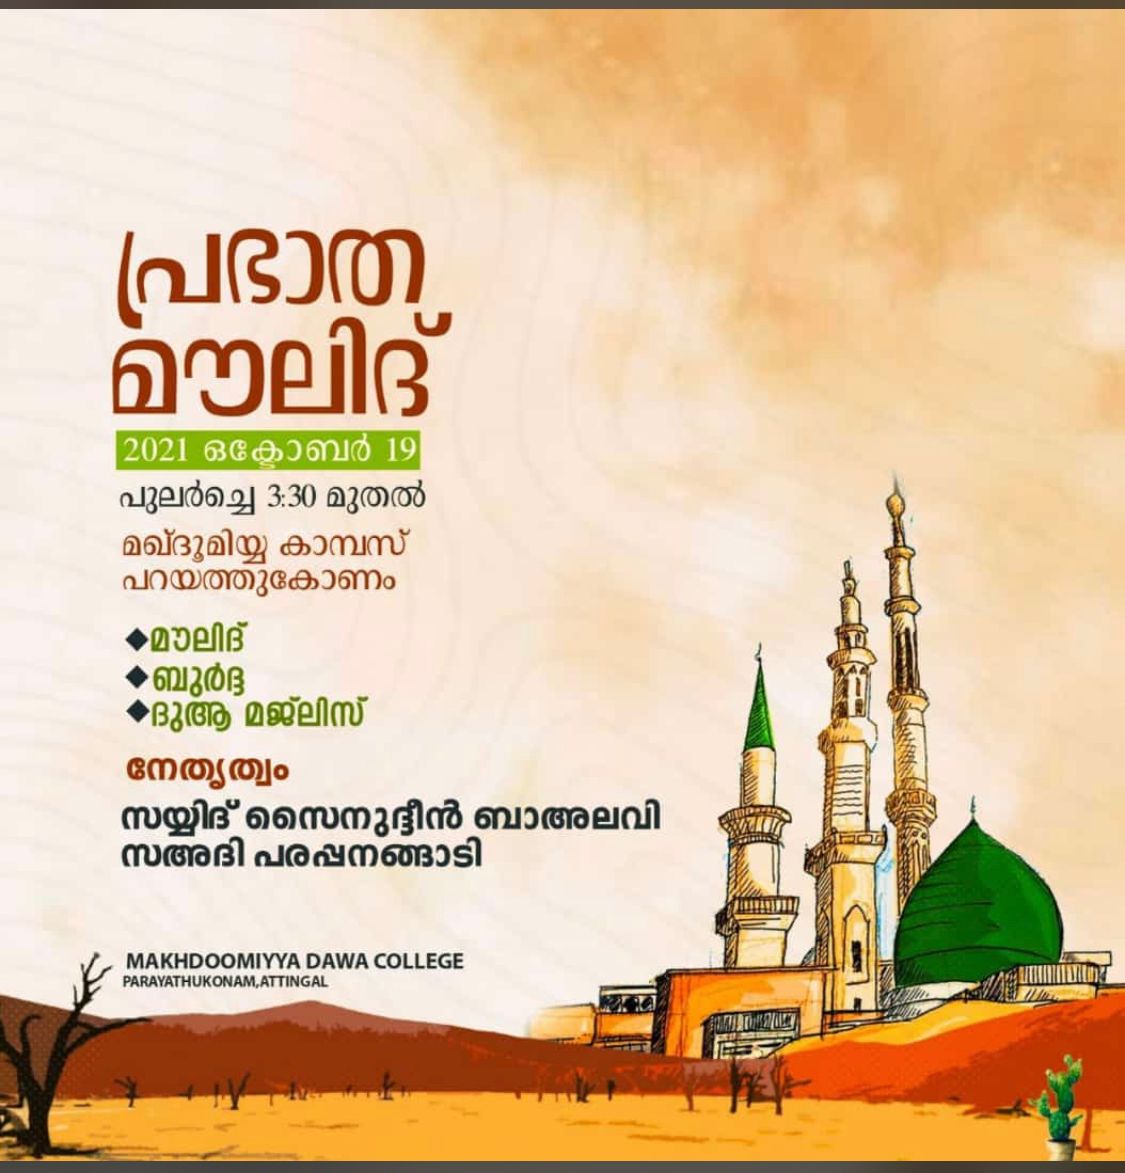 പ്രഭാത
മൗലിദ്
2021 ഒക്ടോബർ 19
പുലർച്ചെ 3:30 മുതൽ
മഖ്ദൂമിയ്യ കാമ്പസ്
പറയത്തുകോണം
◆മൗലിദ്
◆ബുർദ്ദ
◆ദുആ മജ്ലിസ്
നേതൃത്വം
സയ്യിദ് സൈനുദ്ദീൻ ബാഅലവി
സഅദി പരപ്പനങ്ങാടി
MAKHDOOMIYYA DAWA COLLEGE
PARAYATHUKONAM,ATTINGAL